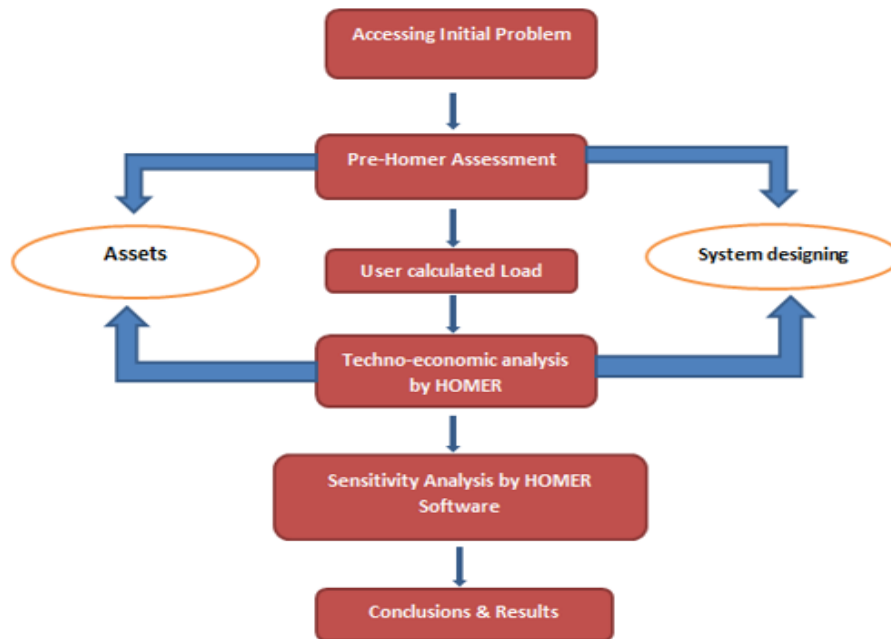 Accessing Initial Problem
Pre-Homer Assessment
Assets
System designing
User calculated Load
Techno-economic analysis
by HOMER
Sensitivity Analysis by HOMER
Software
Conclusions & Results